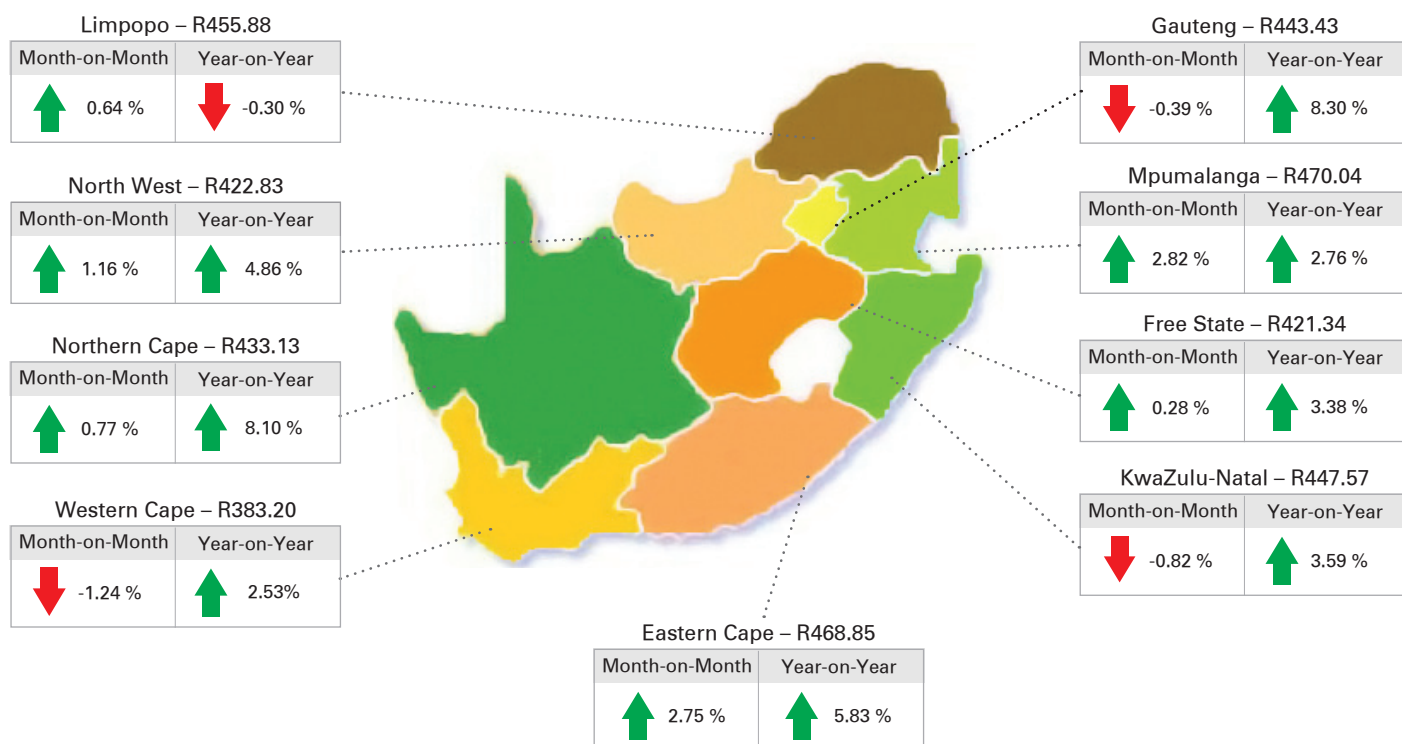 Limpopo – R455.88
Month-on-Month Year-on-Year
0.64 % -0.30 %
North West – R422.83
Month-on-Month Year-on-Year
1.16 % 4.86 %
Northern Cape – R433.13
Month-on-Month Year-on-Year
0.77 % 8.10 %
Western Cape – R383.20
Month-on-Month Year-on-Year
-1.24 % 2.53%
Gauteng – R443.43
Month-on-Month Year-on-Year
-0.39 % 8.30 %
Mpumalanga – R470.04
Month-on-Month Year-on-Year
2.82 % 2.76 %
Free State – R421.34
Month-on-Month Year-on-Year
0.28 % 3.38 %
KwaZulu-Natal – R447.57
Month-on-Month Year-on-Year
-0.82 % 3.59 %
Eastern Cape – R468.85
Month-on-Month Year-on-Year
2.75 % 5.83 %